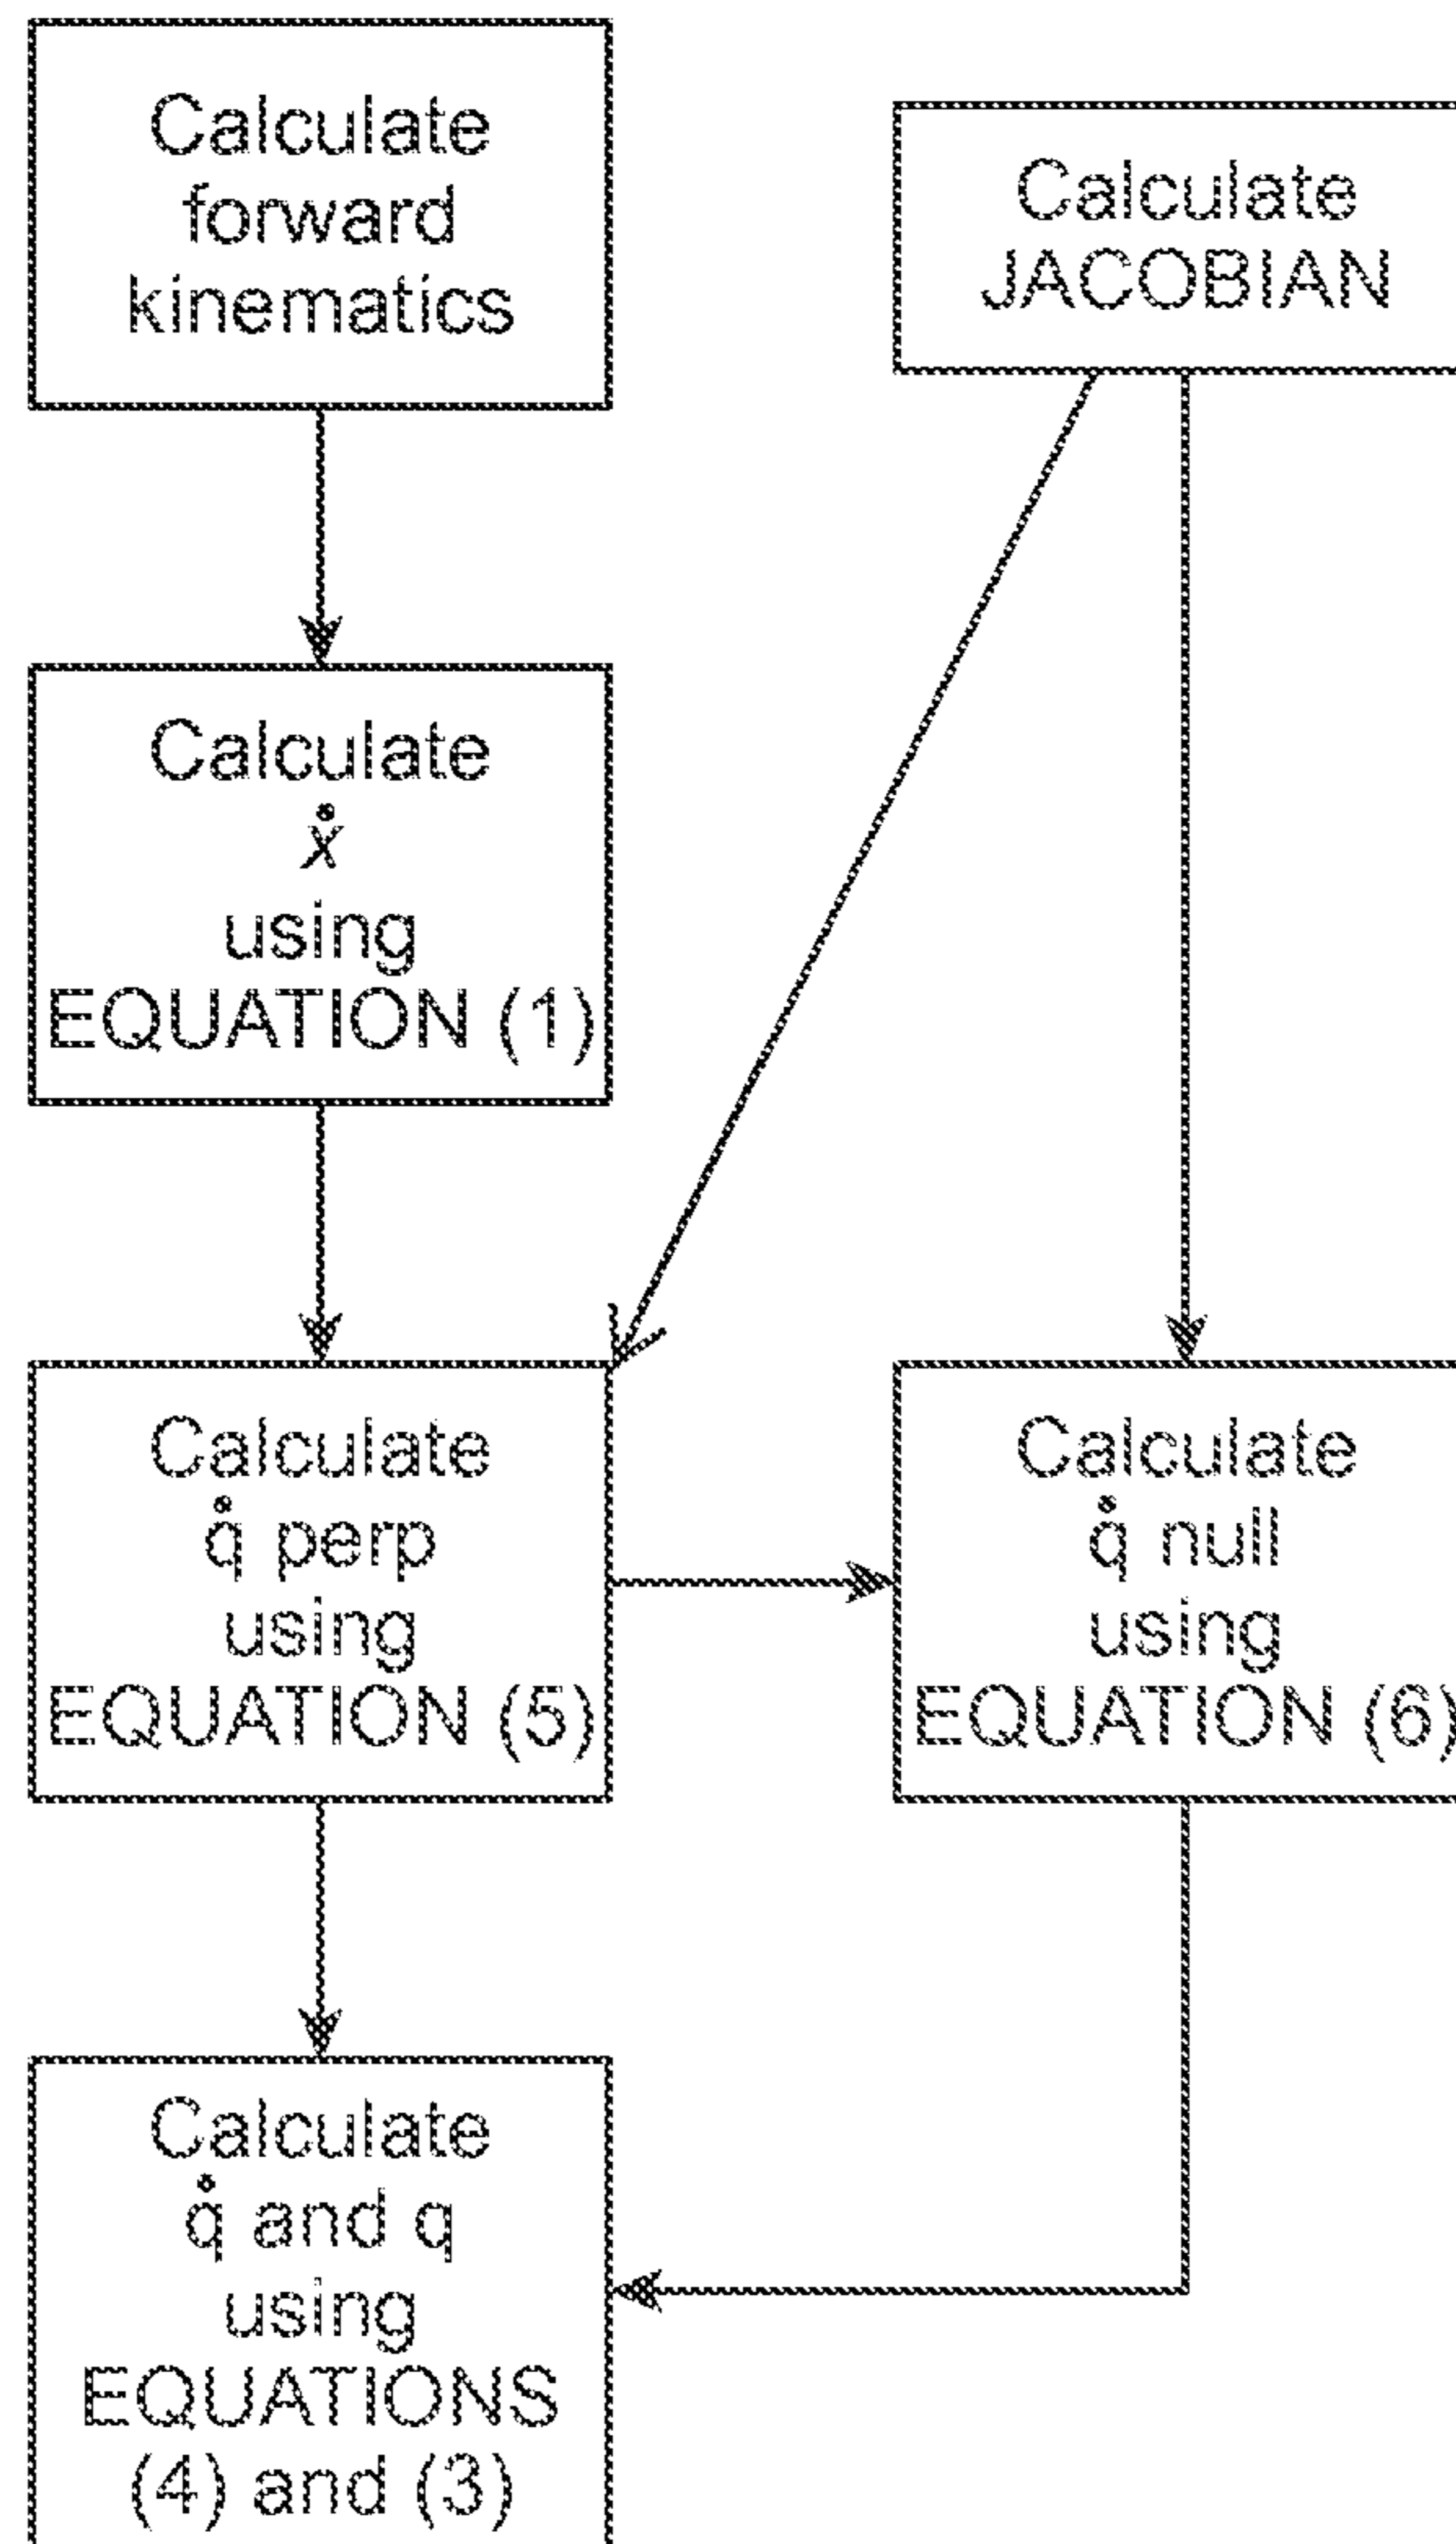 Calculate
forward
kinematics
Calculate
JACOBIAN
Calculate
ẋ
using
EQUATION (1)
Calculate
q̇ perp
using
EQUATION (5)
Calculate
q̇ null
using
EQUATION (6)
Calculate
q̇ and q
using
EQUATIONS
(4) and (3)